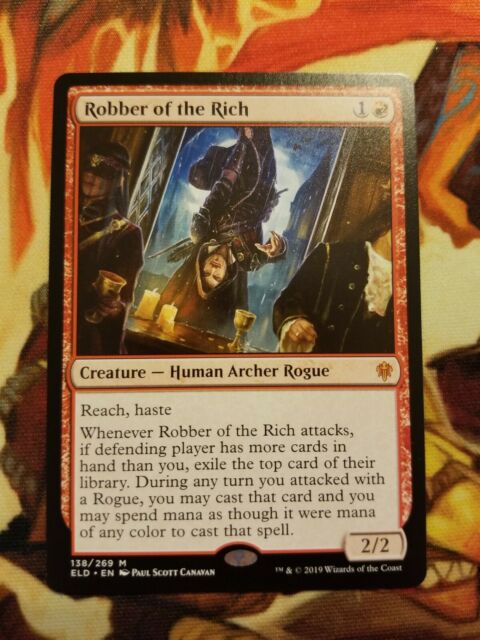 Robber of the Rich 1
Creature — Human Archer Rogue
Reach, haste
Whenever Robber of the Rich attacks,
if defending player has more cards in
hand than you, exile the top card of their
library. During any turn you attacked with
a Rogue, you may cast that card and you
may spend mana as though it were mana
of any color to cast that spell.
2/2
138/269 M
ELD • EN Paul Scott Canavan
™ & © 2019 Wizards of the Coast